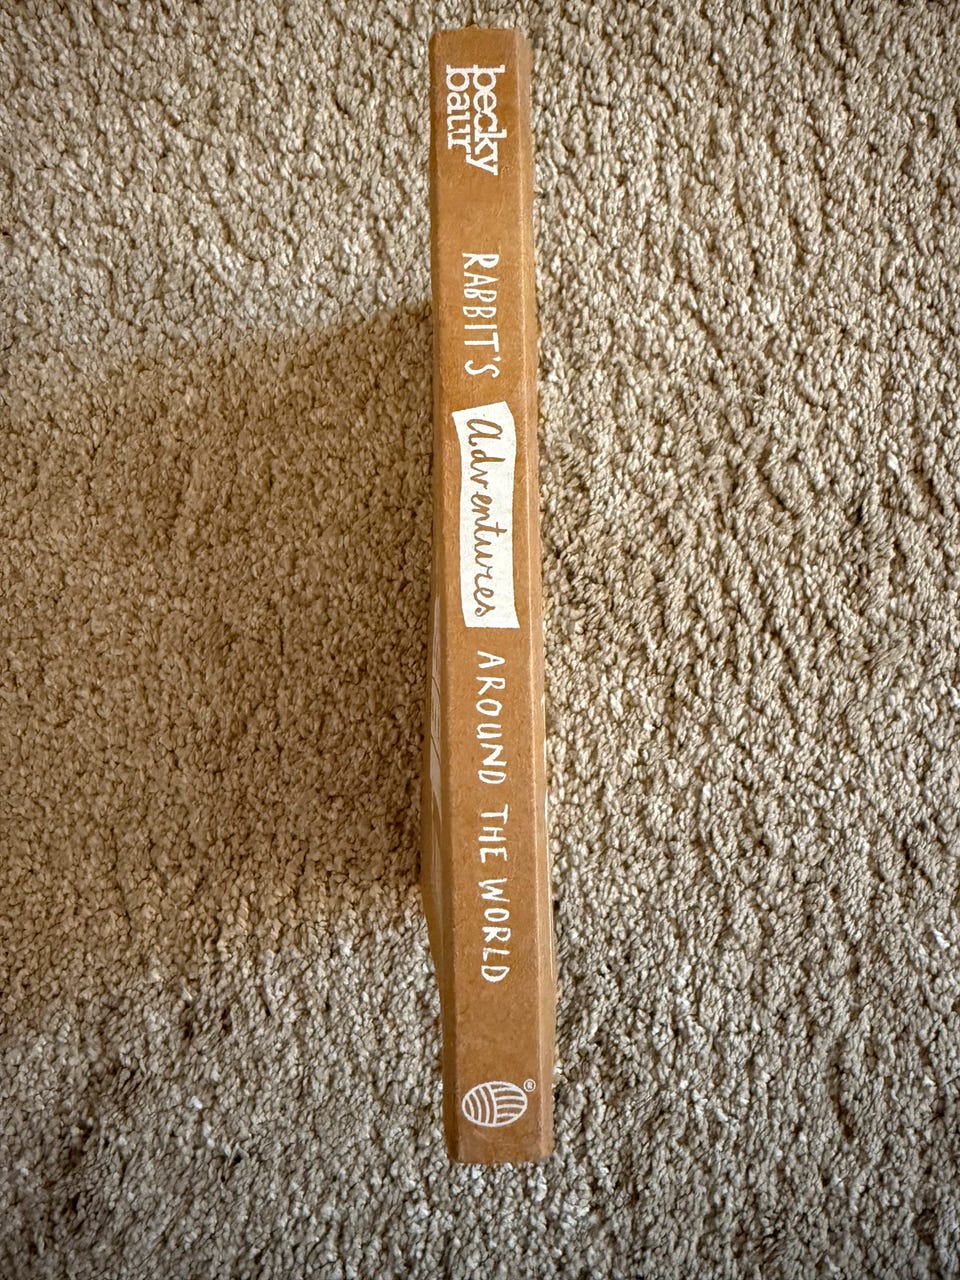 becky
baur
RABBIT'S Adventures AROUND THE WORLD